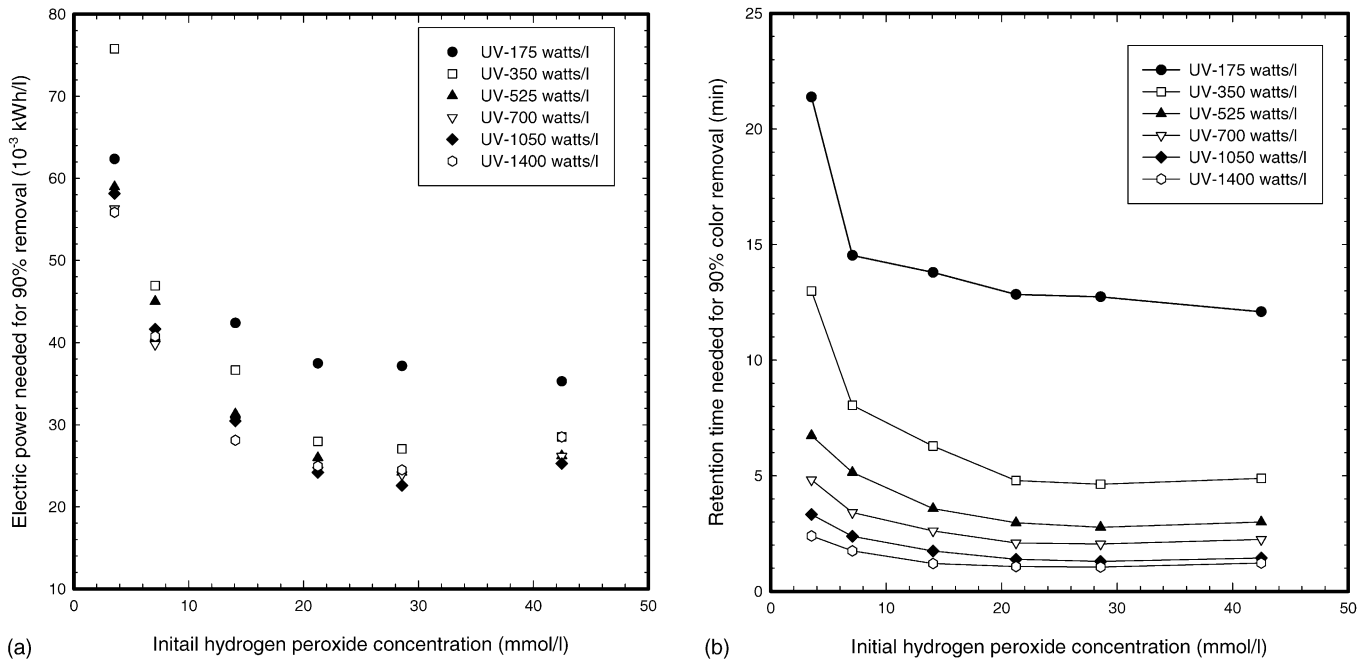 80
70
60
50
40
30
20
10
0
10
20
30
40
50
Electric power needed for 90% removal (10-3 kWh/l)
UV-175 watts/l
UV-350 watts/l
UV-525 watts/l
UV-700 watts/l
UV-1050 watts/l
UV-1400 watts/l
(a)
Initail hydrogen peroxide concentration (mmol/l)
25
20
15
10
5
0
0
10
20
30
40
50
Retention time needed for 90% color removal (min)
UV-175 watts/l
UV-350 watts/l
UV-525 watts/l
UV-700 watts/l
UV-1050 watts/l
UV-1400 watts/l
(b)
Initial hydrogen peroxide concentration (mmol/l)